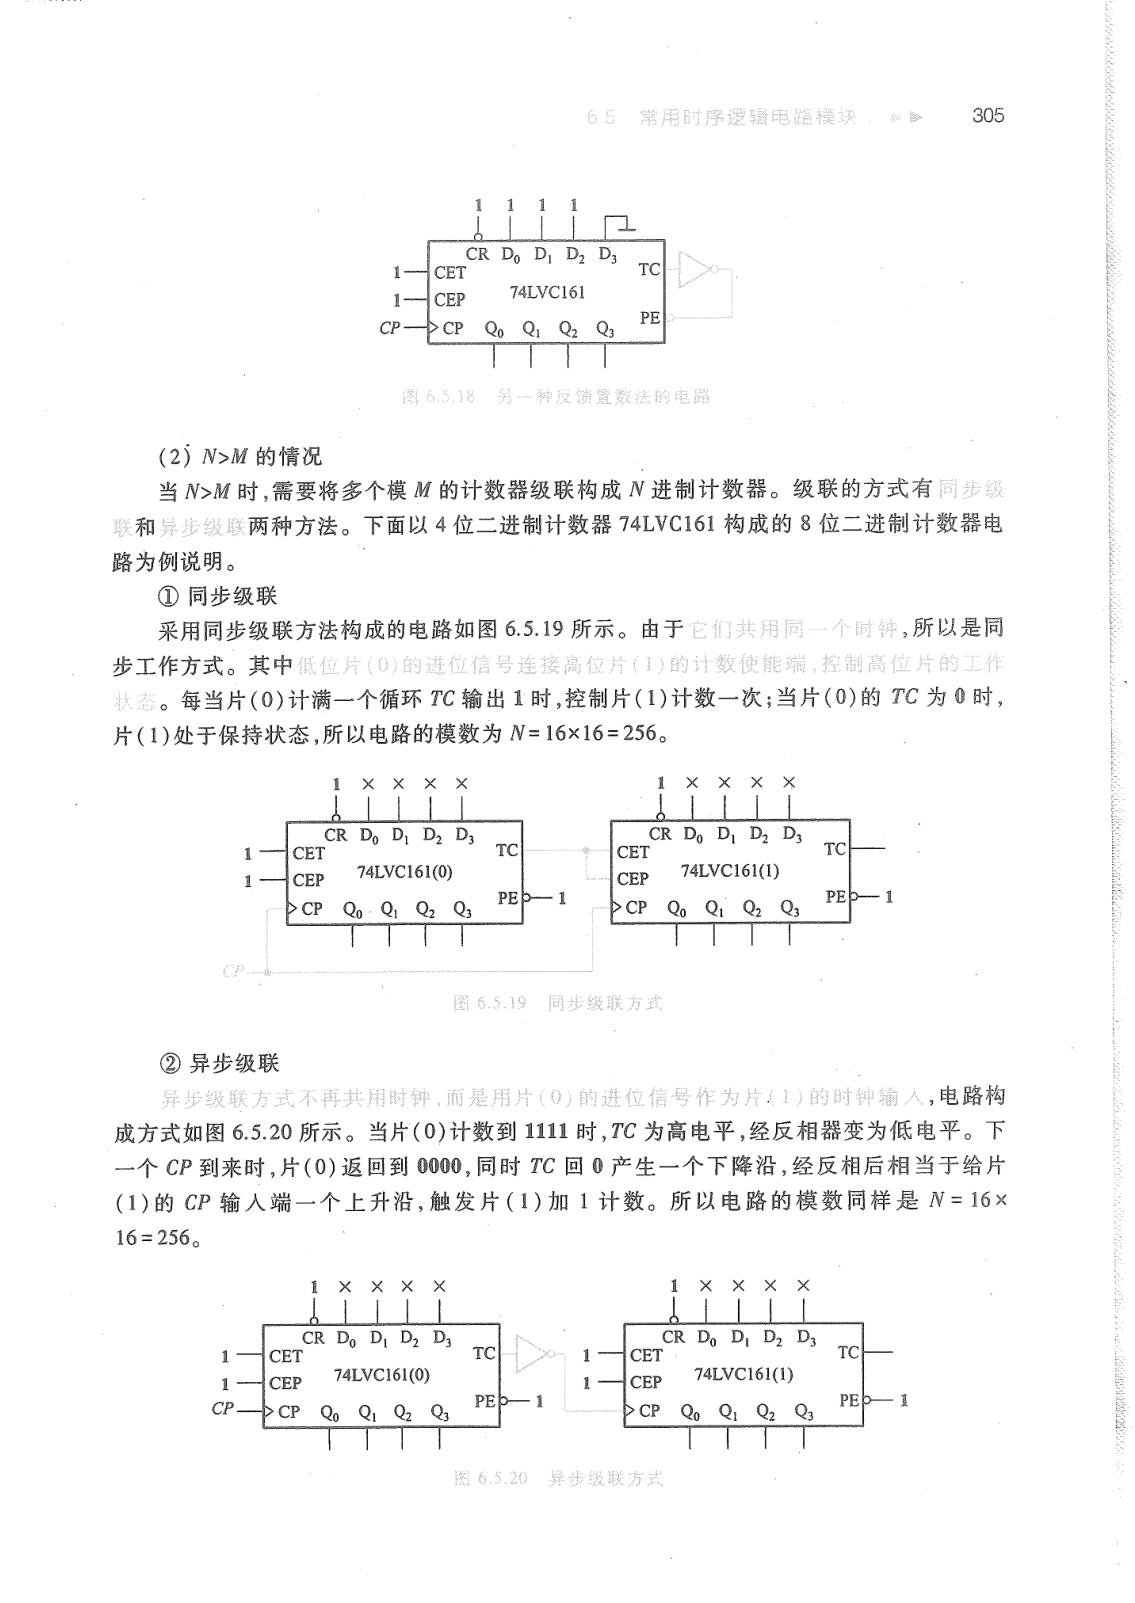 6.5 常用时序逻辑电路模块 305
1 1 1 1
CR D0 D1 D2 D3
1 CET TC
1 CEP 74LVC161
CP CP Q0 Q1 Q2 Q3 PE
图 6.5.18 另一种反馈置数法的电路
(2) N>M 的情况
当 N>M 时,需要将多个模 M 的计数器级联构成 N 进制计数器。级联的方式有同步级
联和异步级联两种方法。下面以 4 位二进制计数器 74LVC161 构成的 8 位二进制计数器电
路为例说明。
① 同步级联
采用同步级联方法构成的电路如图 6.5.19 所示。由于它们共用同一个时钟,所以是同
步工作方式。其中低位片(0)的进位信号连接高位片(1)的计数使能端,控制高位片的工作
状态。每当片(0)计满一个循环 TC 输出 1 时,控制片(1)计数一次;当片(0)的 TC 为 0 时,
片(1)处于保持状态,所以电路的模数为 N=16×16=256。
1 × × × × 1 × × × ×
CR D0 D1 D2 D3 CR D0 D1 D2 D3
1 CET TC CET TC
1 CEP 74LVC161(0) CEP 74LVC161(1)
PE 1 PE 1
CP Q0 Q1 Q2 Q3 CP Q0 Q1 Q2 Q3
CP
图 6.5.19 同步级联方式
② 异步级联
异步级联方式不再共用时钟,而是用片(0)的进位信号作为片(1)的时钟输入,电路构
成方式如图 6.5.20 所示。当片(0)计数到 1111 时,TC 为高电平,经反相器变为低电平。下
一个 CP 到来时,片(0)返回到 0000,同时 TC 回 0 产生一个下降沿,经反相后相当于给片
(1)的 CP 输入端一个上升沿,触发片(1)加 1 计数。所以电路的模数同样是 N = 16×
16=256。
1 × × × × 1 × × × ×
CR D0 D1 D2 D3 CR D0 D1 D2 D3
1 CET TC 1 CET TC
1 CEP 74LVC161(0) 1 CEP 74LVC161(1)
PE 1 PE 1
CP CP Q0 Q1 Q2 Q3 CP Q0 Q1 Q2 Q3
图 6.5.20 异步级联方式